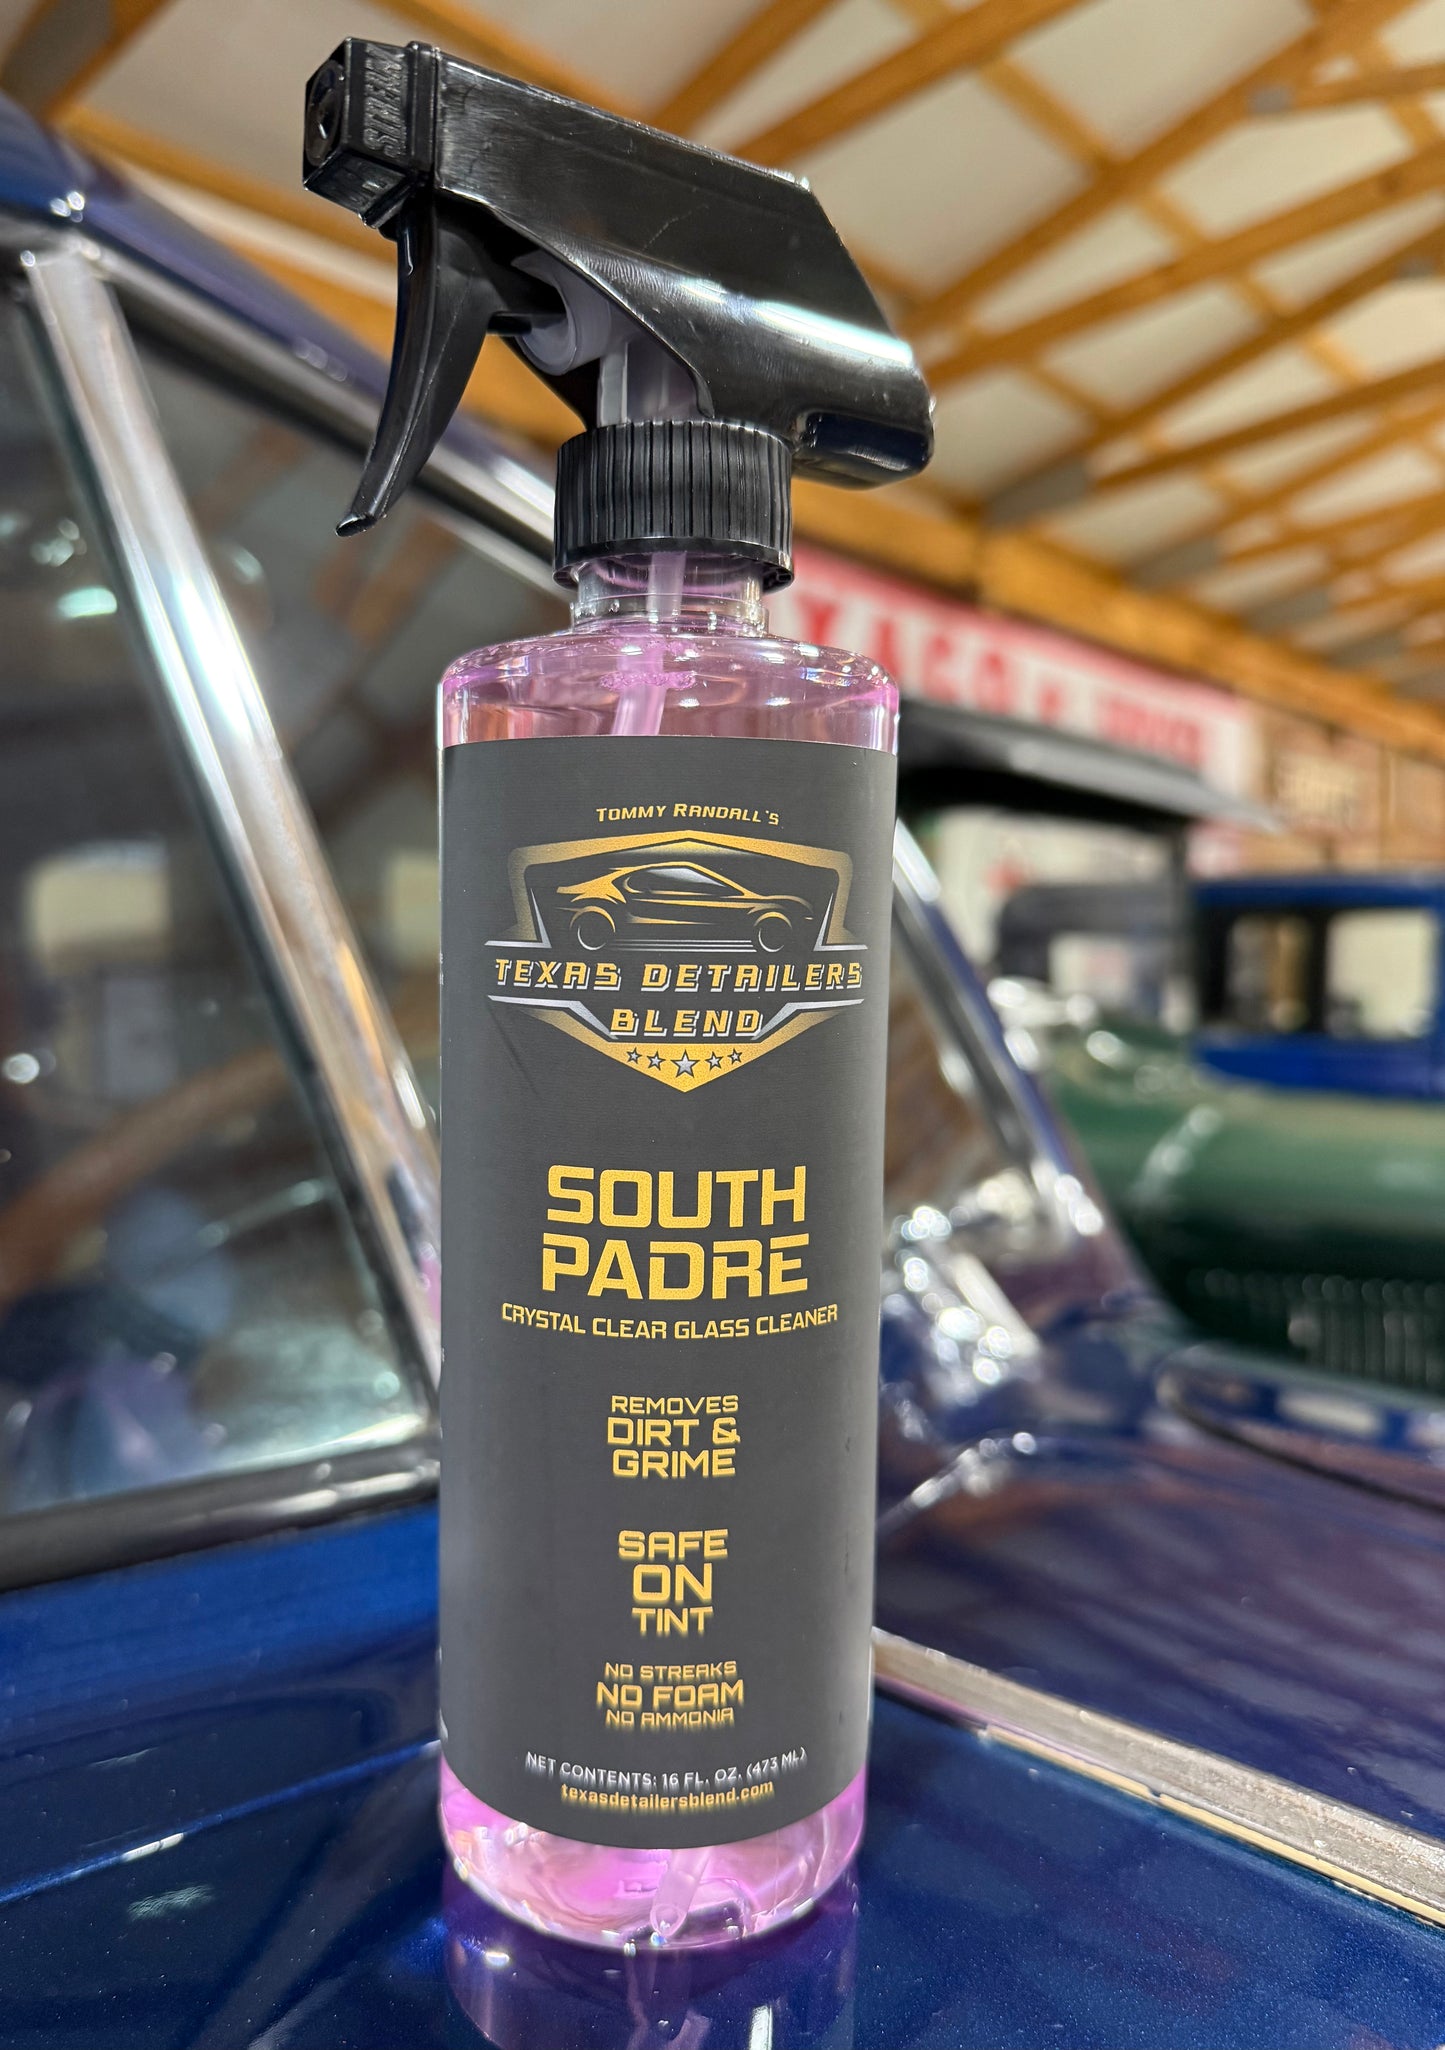 STREAM
TOMMY RANDALL'S
TEXAS DETAILERS
BLEND
SOUTH
PADRE
CRYSTAL CLEAR GLASS CLEANER
REMOVES
DIRT &
GRIME
SAFE
ON
TINT
NO STREAKS
NO FOAM
NO AMMONIA
NET CONTENTS: 16 FL. OZ. (473 ML)
texasdetailersblend.com